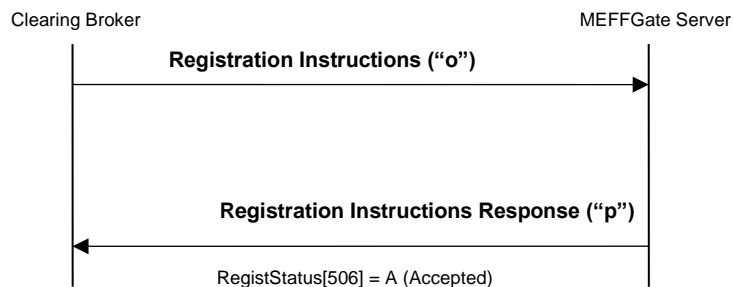 Clearing Broker
MEFFGate Server
Registration Instructions (“o”)
Registration Instructions Response (“p”)
RegistStatus[506] = A (Accepted)